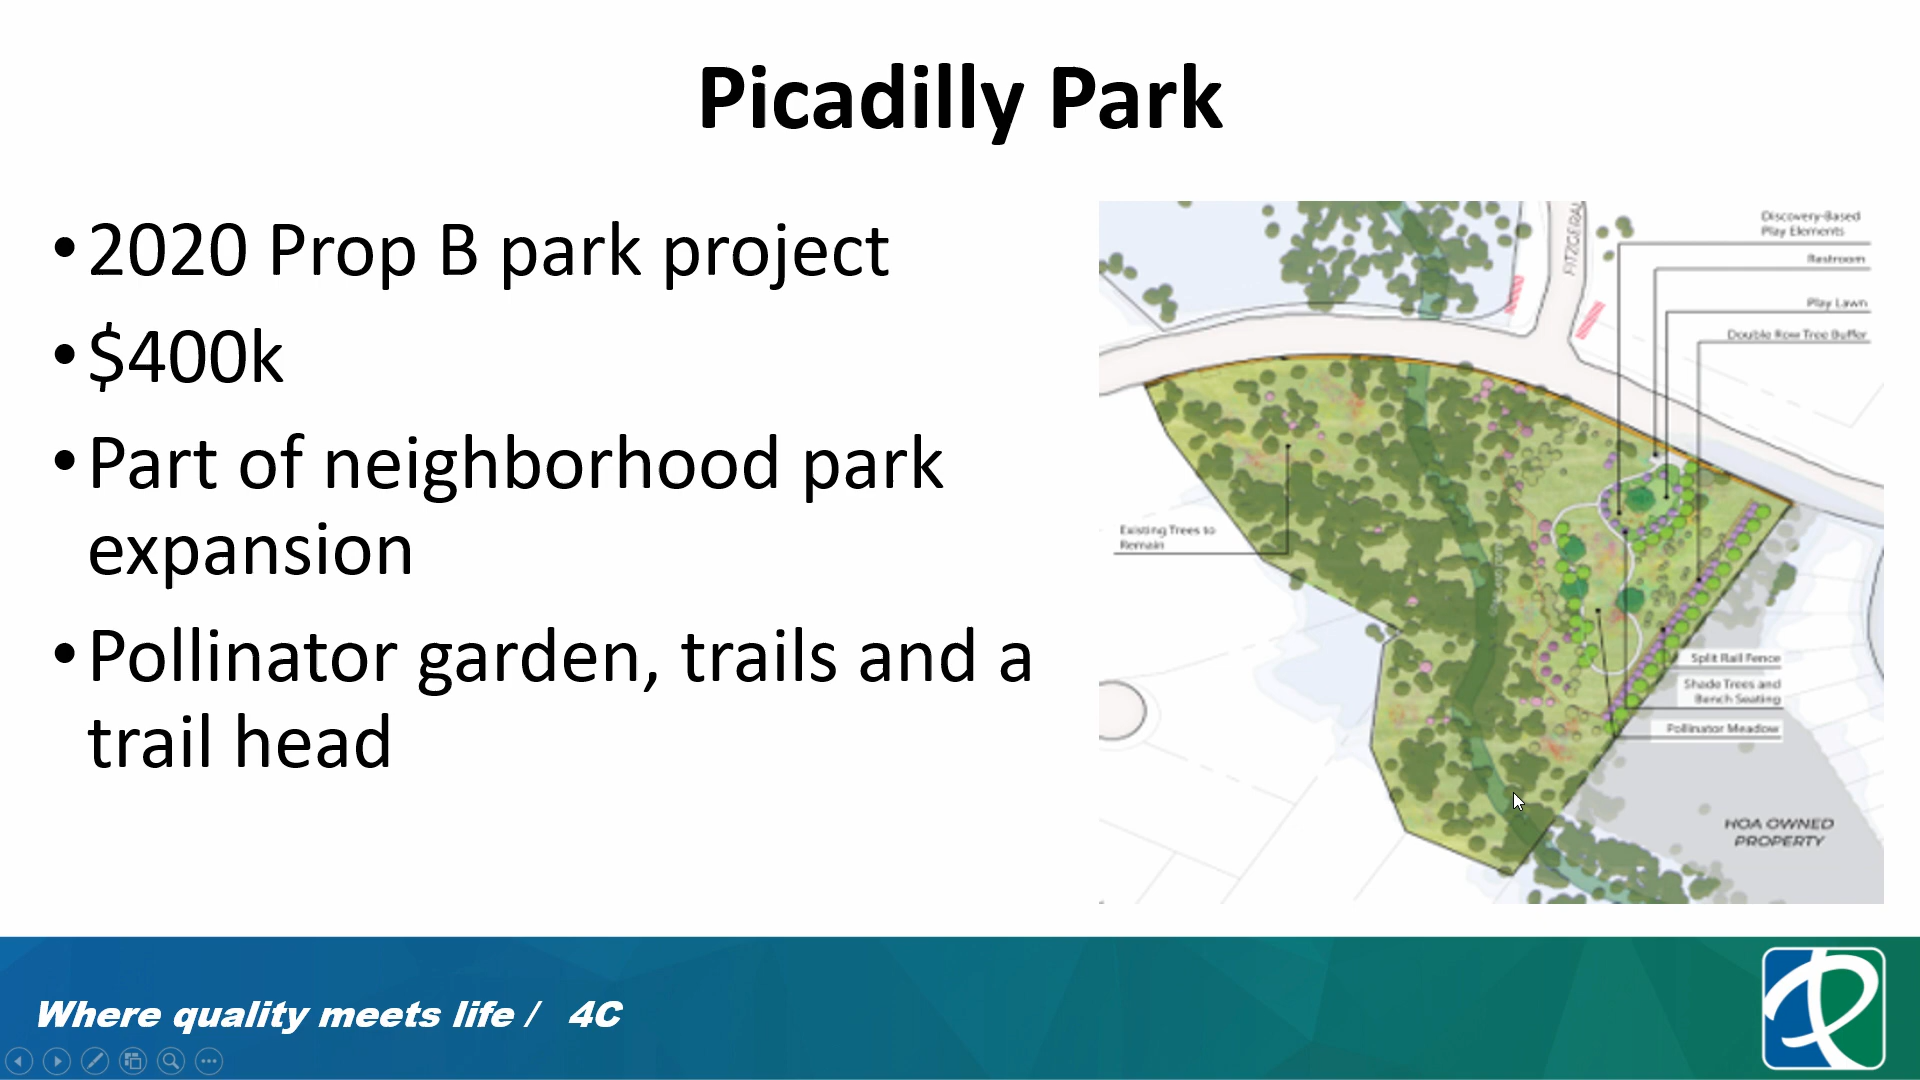 Picadilly Park
•2020 Prop B park project
•$400k
•Part of neighborhood park
expansion
•Pollinator garden, trails and a
trail head
Discovery-Based
Play Elements
Restroom
Play Lawn
Double Row Tree Buffer
Existing Trees to
Remain
Split Rail Fence
Shade Trees and
Bench Seating
Pollinator Meadow
HOA OWNED
PROPERTY
Where quality meets life / 4C